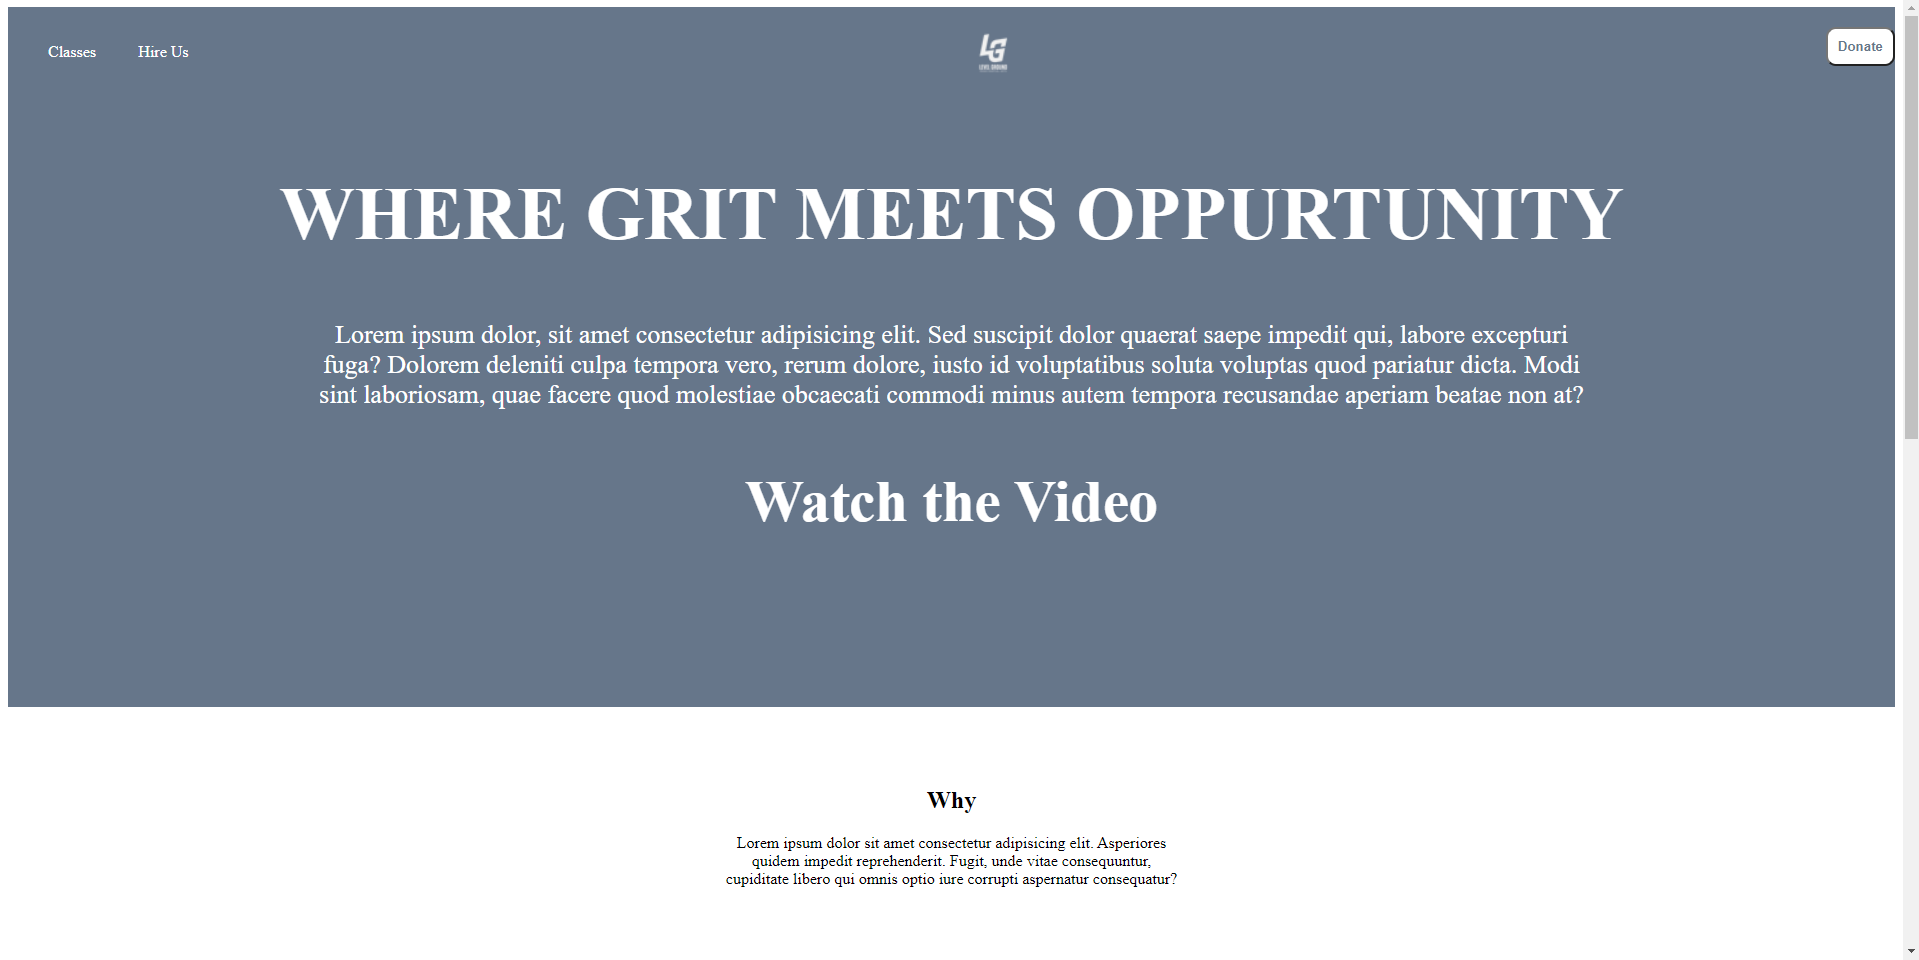 Classes Hire Us
LG
LEVEL GROUND
Donate
WHERE GRIT MEETS OPPURTUNITY
Lorem ipsum dolor, sit amet consectetur adipisicing elit. Sed suscipit dolor quaerat saepe impedit qui, labore excepturi
fuga? Dolorem deleniti culpa tempora vero, rerum dolore, iusto id voluptatibus soluta voluptas quod pariatur dicta. Modi
sint laboriosam, quae facere quod molestiae obcaecati commodi minus autem tempora recusandae aperiam beatae non at?
Watch the Video
Why
Lorem ipsum dolor sit amet consectetur adipisicing elit. Asperiores
quidem impedit reprehenderit. Fugit, unde vitae consequuntur,
cupiditate libero qui omnis optio iure corrupti aspernatur consequatur?